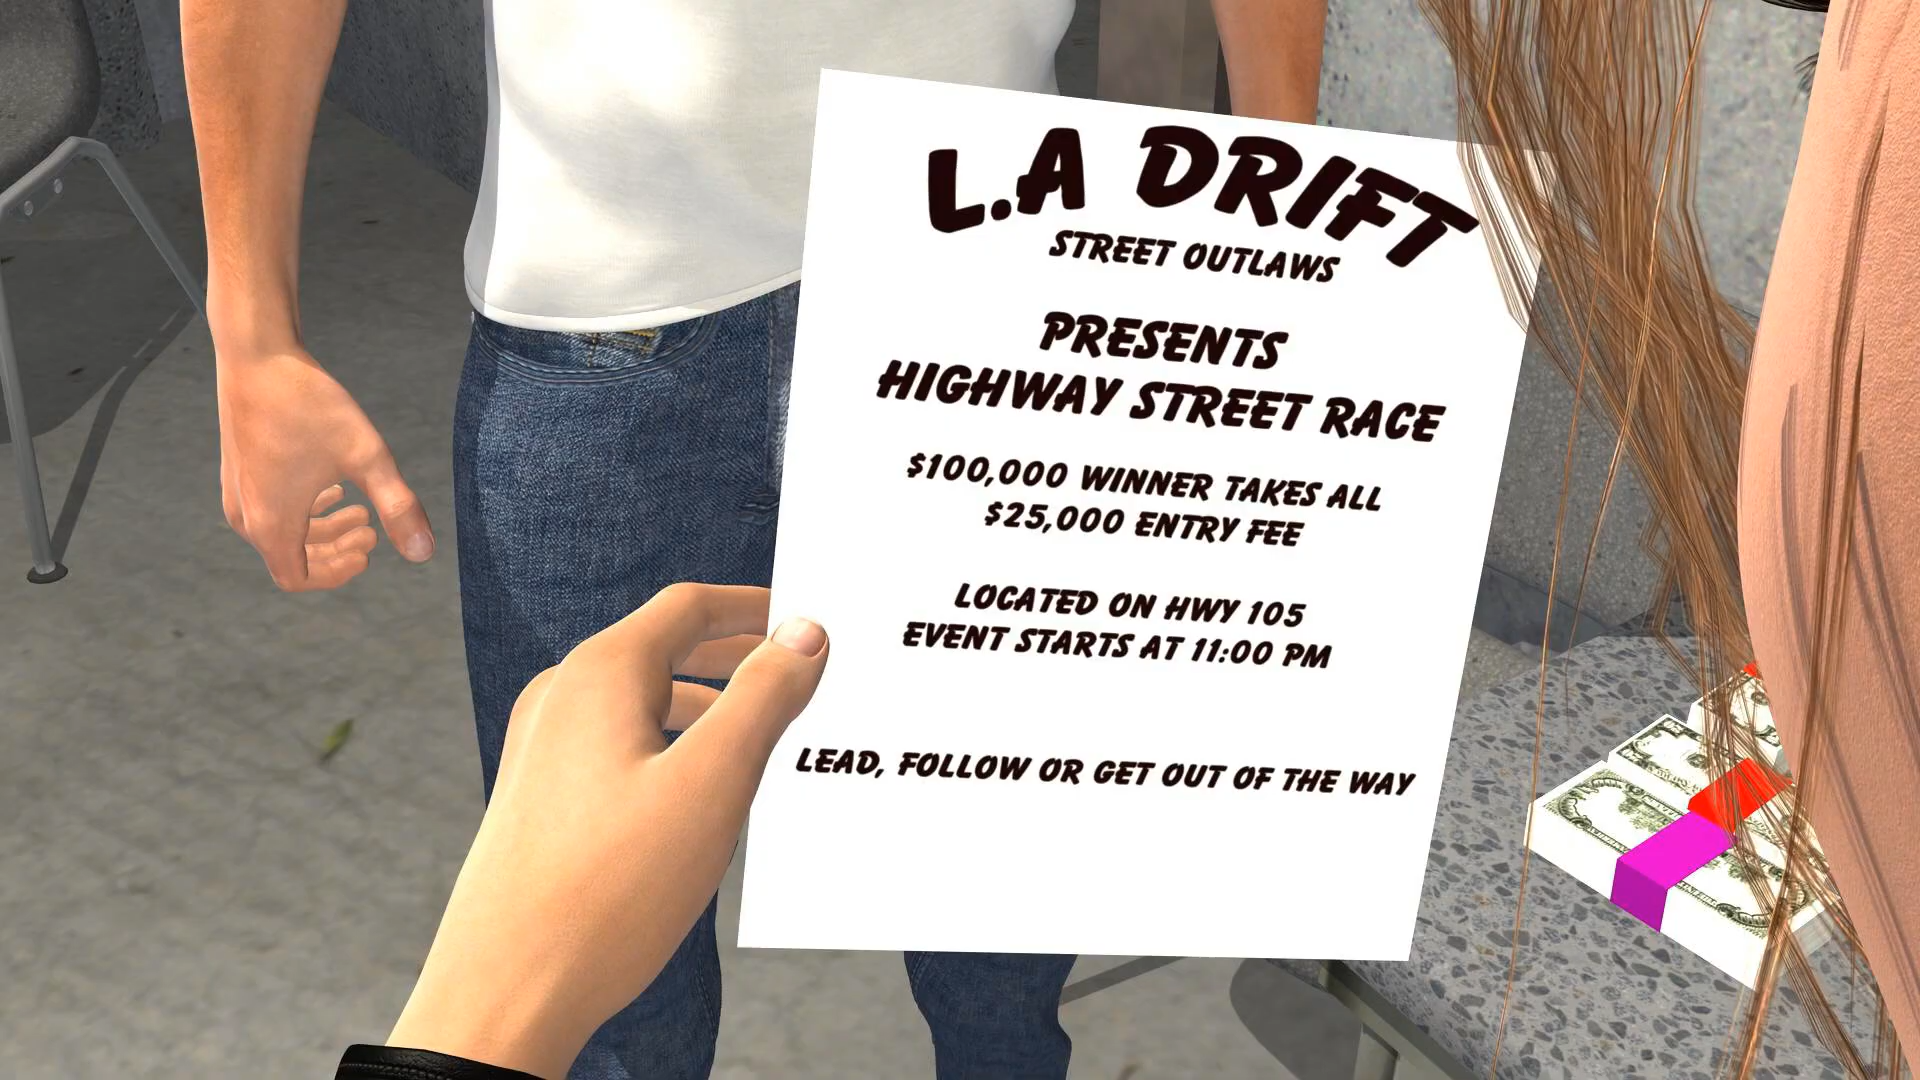 L.A DRIFT
STREET OUTLAWS
PRESENTS
HIGHWAY STREET RACE
$100,000 WINNER TAKES ALL
$25,000 ENTRY FEE
LOCATED ON HWY 105
EVENT STARTS AT 11:00 PM
LEAD, FOLLOW OR GET OUT OF THE WAY